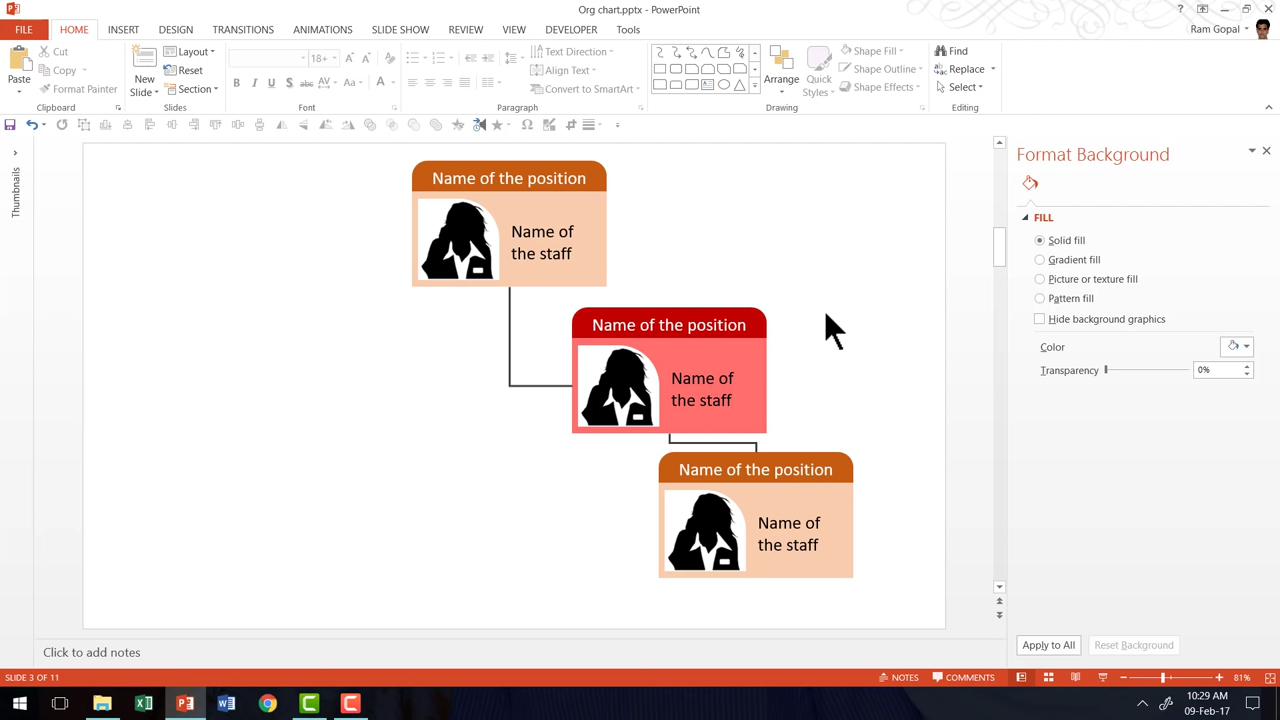 Org chart.pptx - PowerPoint
?
FILE HOME INSERT DESIGN TRANSITIONS ANIMATIONS SLIDE SHOW REVIEW VIEW DEVELOPER Tools
Ram Gopal
Paste
Cut
Copy
Format Painter
Clipboard
New
Slide
Layout
Reset
Section
Slides
18+
B I U S abc AV Aa A
Font
Text Direction
Align Text
Convert to SmartArt
Paragraph
Arrange
Quick
Styles
Shape Fill
Shape Outline
Shape Effects
Drawing
Find
Replace
Select
Editing
Thumbnails
Name of the position
Name of
the staff
Name of the position
Name of
the staff
Name of the position
Name of
the staff
Format Background
FILL
Solid fill
Gradient fill
Picture or texture fill
Pattern fill
Hide background graphics
Color
Transparency
0%
Apply to All
Reset Background
Click to add notes
SLIDE 3 OF 11
NOTES
COMMENTS
81%
10:29 AM
09-Feb-17